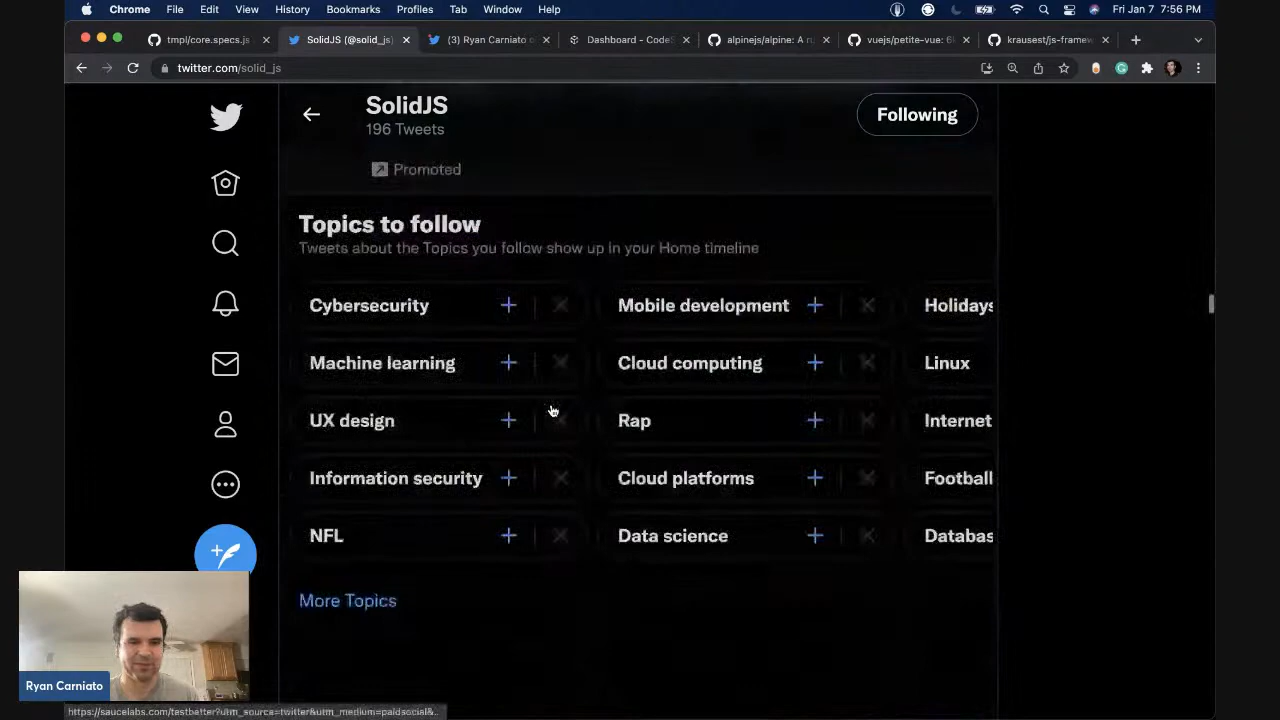 Chrome File Edit View History Bookmarks Profiles Tab Window Help Fri Jan 7 7:56 PM
tmpl/core.specs.js SolidJS (@solid_js) (3) Ryan Carniato o Dashboard - CodeS alpinejs/alpine: A ru vuejs/petite-vue: 6k krausest/js-framew
twitter.com/solid_js
SolidJS
196 Tweets
Following
Promoted
Topics to follow
Tweets about the Topics you follow show up in your Home timeline
Cybersecurity Mobile development Holidays
Machine learning Cloud computing Linux
UX design Rap Internet
Information security Cloud platforms Football
NFL Data science Databas
More Topics
Ryan Carniato
https://saucelabs.com/testbetter?utm_source=twitter&utm_medium=paidsocial&..